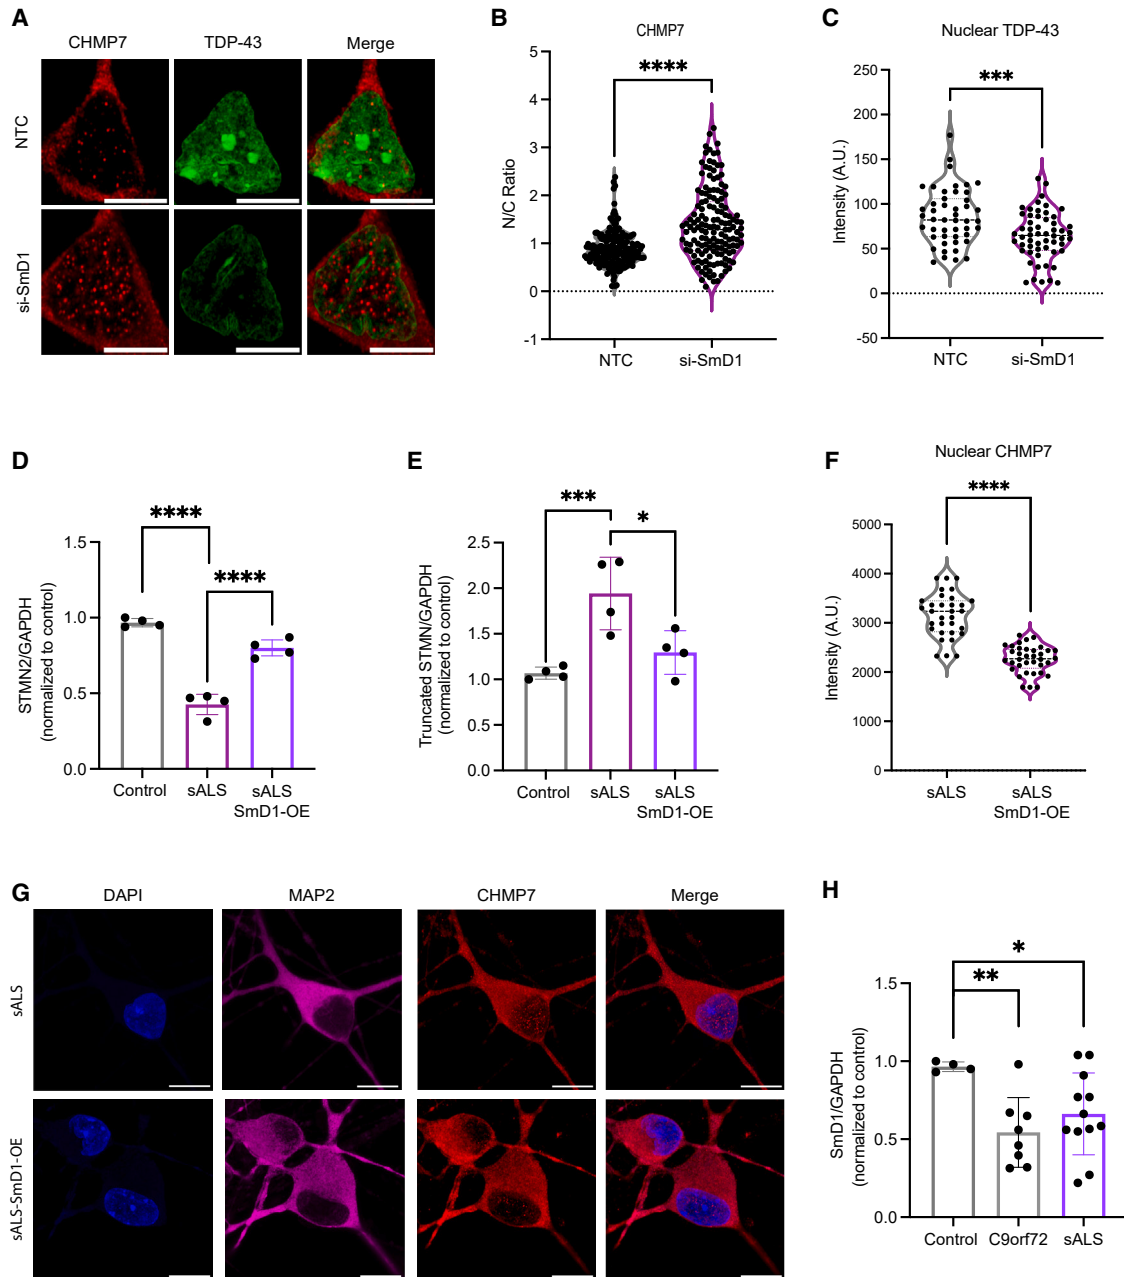 A
CHMP7
TDP-43
Merge
NTC
si-SmD1
B
CHMP7
****
N/C Ratio
5
4
3
2
1
0
-1
NTC
si-SmD1
C
Nuclear TDP-43
***
Intensity (A.U.)
250
200
150
100
50
0
-50
NTC
si-SmD1
D
****
****
STMN2/GAPDH
(normalized to control)
1.5
1.0
0.5
0.0
Control
sALS
sALS
SmD1-OE
E
***
*
Truncated STMN/GAPDH
(normalized to control)
2.5
2.0
1.5
1.0
0.5
0.0
Control
sALS
sALS
SmD1-OE
F
Nuclear CHMP7
****
Intensity (A.U.)
5000
4000
3000
2000
1000
0
sALS
sALS
SmD1-OE
G
DAPI
MAP2
CHMP7
Merge
sALS
sALS-SmD1-OE
H
*
**
SmD1/GAPDH
(normalized to control)
1.5
1.0
0.5
0.0
Control
C9orf72
sALS